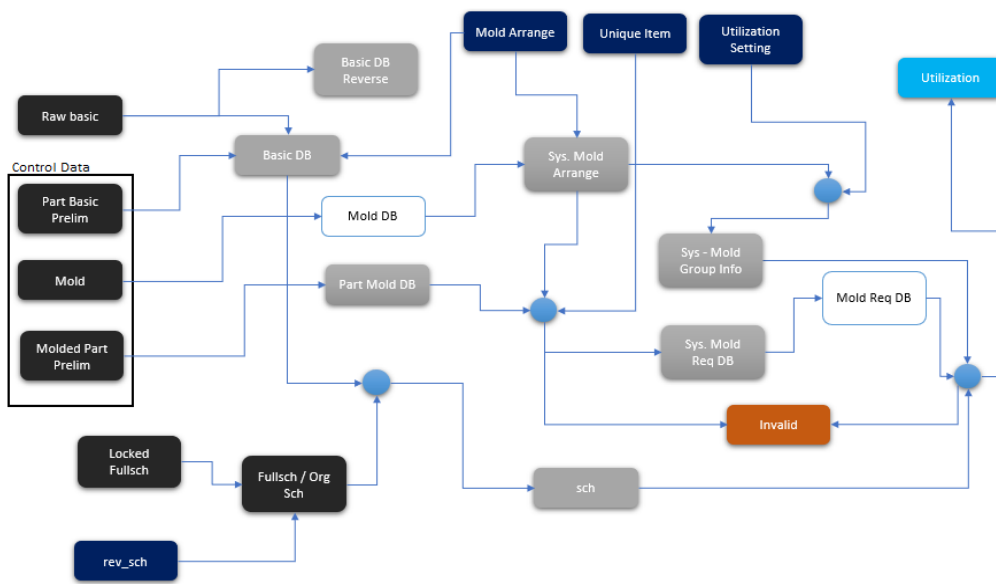 Mold Arrange
Unique Item
Utilization
Setting
Basic DB
Reverse
Utilization
Raw basic
Basic DB
Sys. Mold
Arrange
Control Data
Part Basic
Prelim
Mold DB
Mold
Part Mold DB
Sys - Mold
Group Info
Mold Req DB
Molded Part
Prelim
Sys. Mold
Req DB
Invalid
Locked
Fullsch
Fullsch / Org
Sch
sch
rev_sch